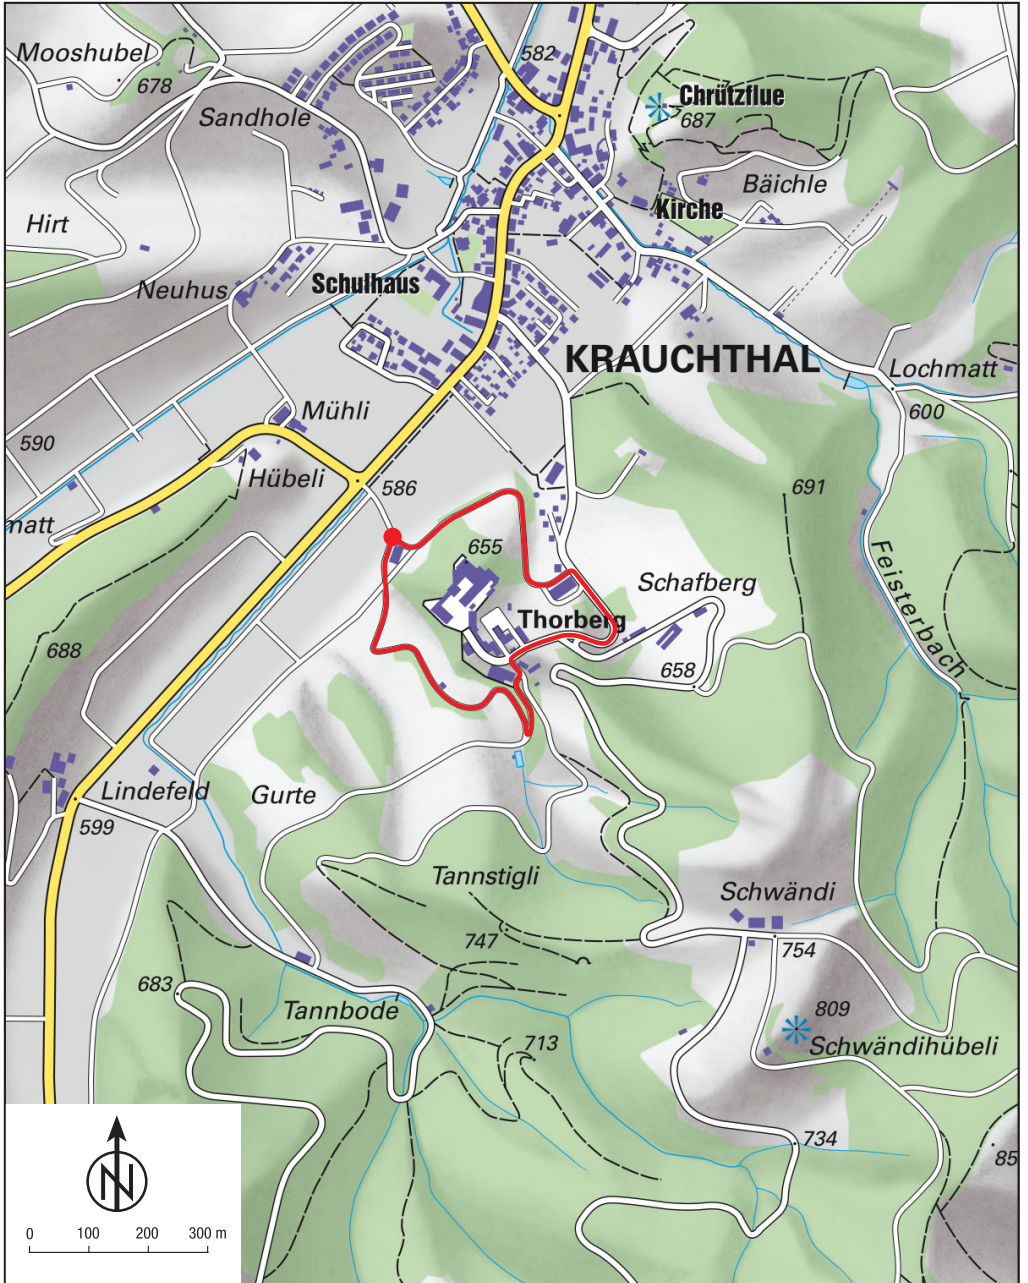 Mooshubel
678
582
Chrützflue
687
Sandhole
Bäichle
Kirche
Hirt
Schulhaus
Neuhus
KRAUCHTHAL
Lochmatt
600
Mühli
590
Hübeli
586
691
matt
655
Schafberg
Feisterbach
Thorberg
688
658
Lindefeld
Gurte
599
Tannstigli
Schwändi
747
754
683
Tannbode
809
Schwändihübeli
713
734
85
N
0 100 200 300 m